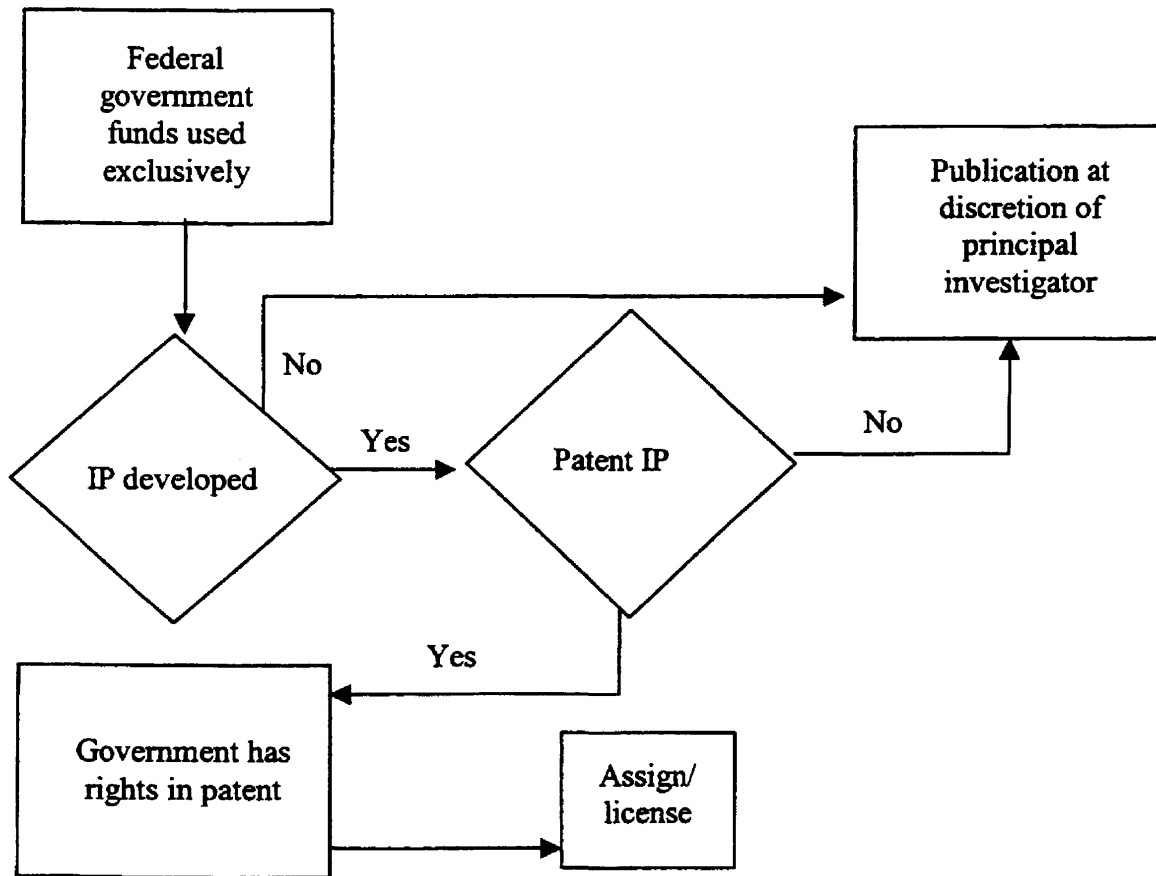 Federal
government
funds used
exclusively
Publication at
discretion of
principal
investigator
No
Yes
No
IP developed
Patent IP
Yes
Government has
rights in patent
Assign/
license